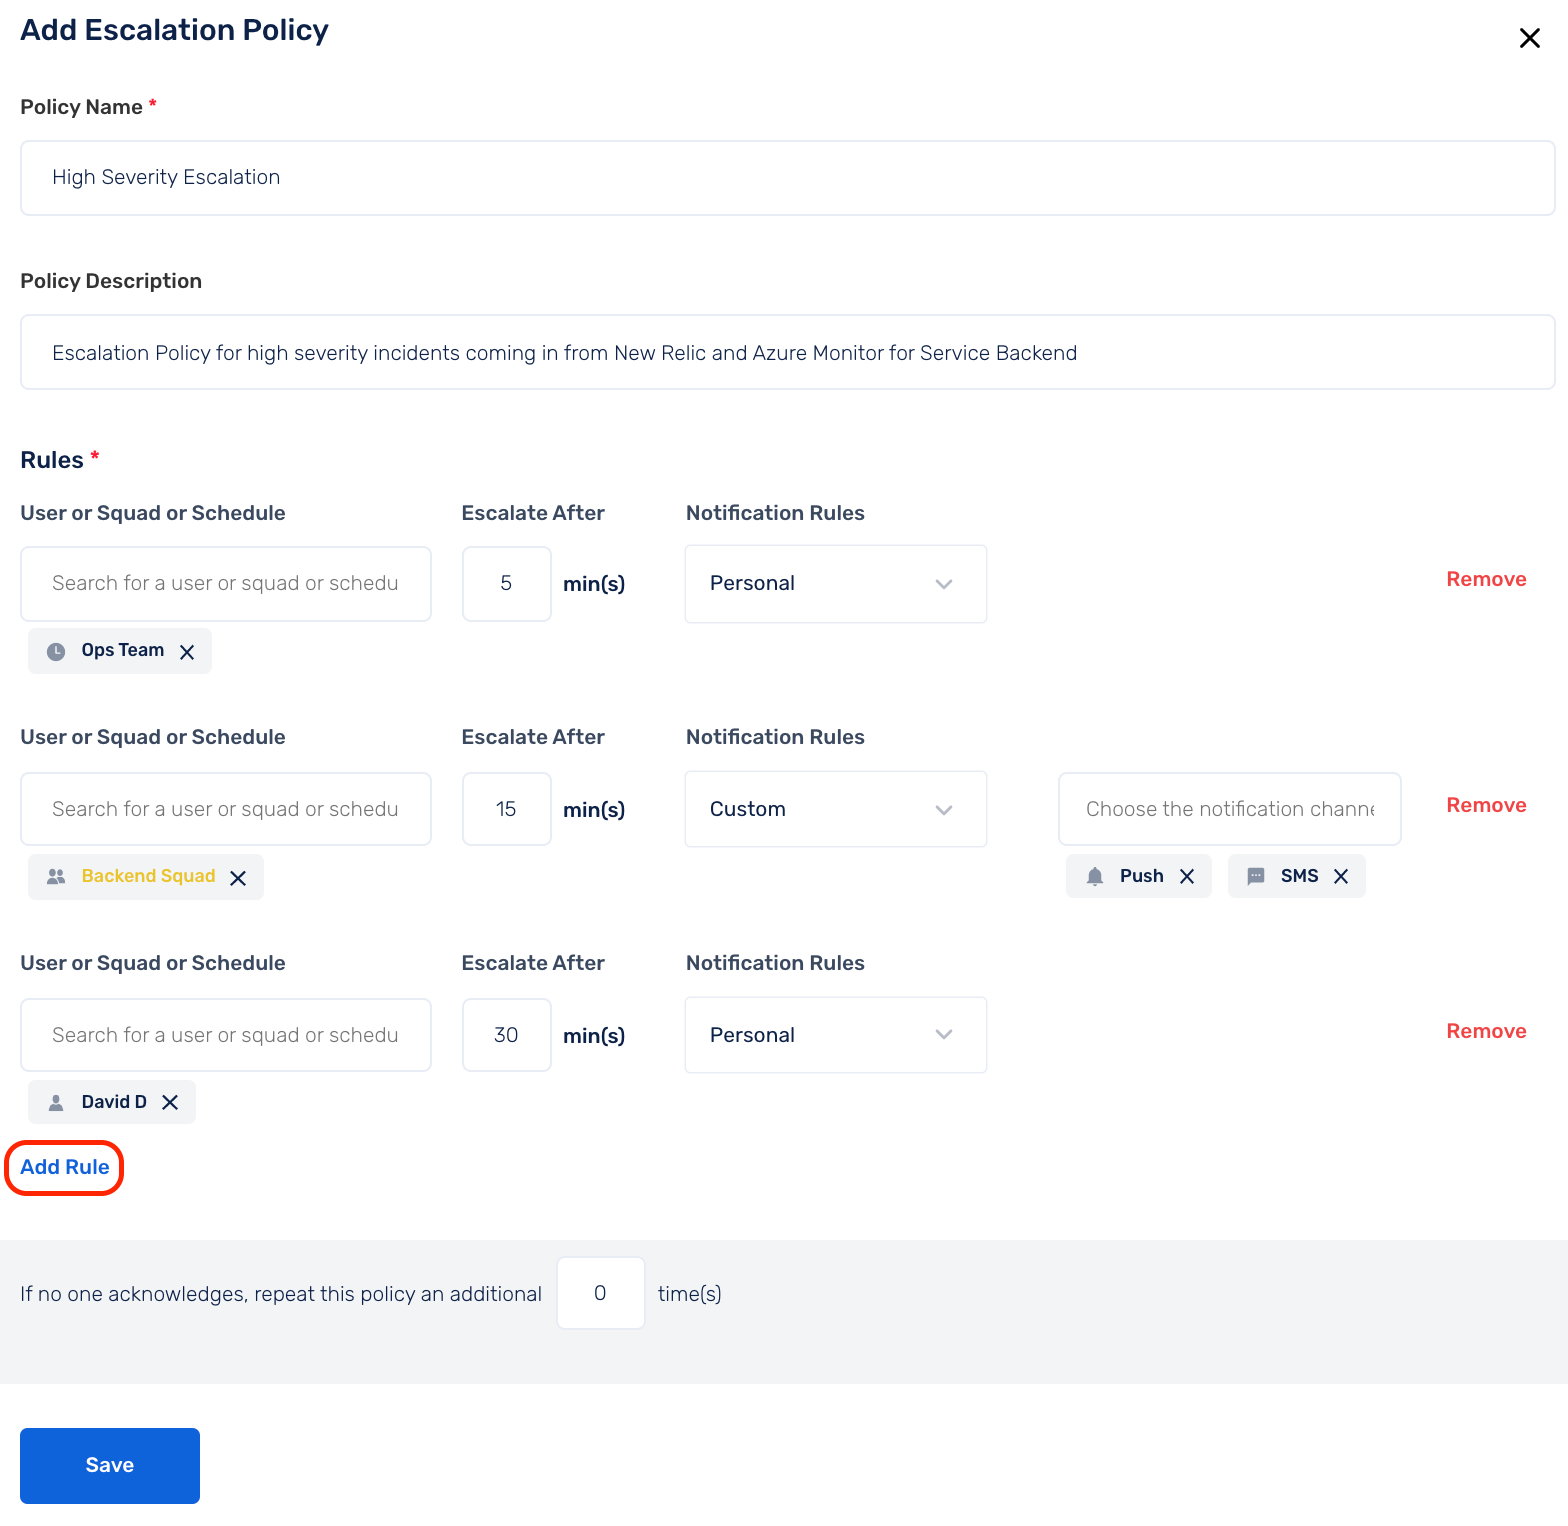 Add Escalation Policy
Policy Name *
High Severity Escalation
Policy Description
Escalation Policy for high severity incidents coming in from New Relic and Azure Monitor for Service Backend
Rules *
User or Squad or Schedule Escalate After Notification Rules
Search for a user or squad or schedu 5 min(s) Personal Remove
Ops Team
User or Squad or Schedule Escalate After Notification Rules
Search for a user or squad or schedu 15 min(s) Custom Choose the notification channe Remove
Backend Squad Push SMS
User or Squad or Schedule Escalate After Notification Rules
Search for a user or squad or schedu 30 min(s) Personal Remove
David D
Add Rule
If no one acknowledges, repeat this policy an additional 0 time(s)
Save